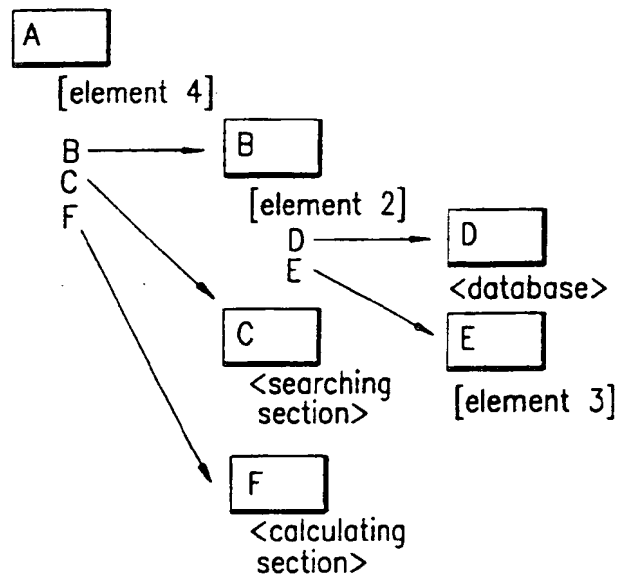 A
[element 4]
B
B
C
F
[element 2]
D
E
D
<database>
C
<searching
section>
E
[element 3]
F
<calculating
section>